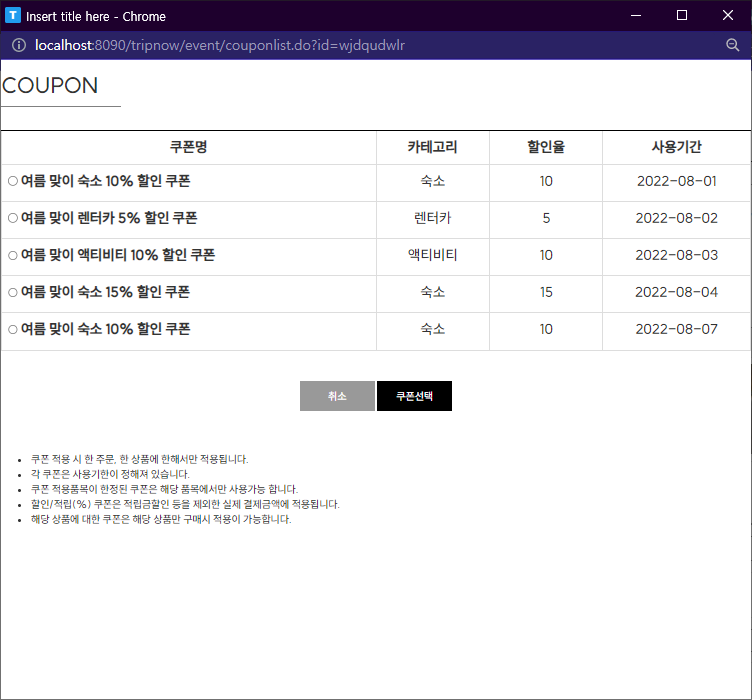 T Insert title here - Chrome
localhost:8090/tripnow/event/couponlist.do?id=wjdqudwlr
COUPON
쿠폰명 카테고리 할인율 사용기간
여름 맞이 숙소 10% 할인 쿠폰 숙소 10 2022-08-01
여름 맞이 렌터카 5% 할인 쿠폰 렌터카 5 2022-08-02
여름 맞이 액티비티 10% 할인 쿠폰 액티비티 10 2022-08-03
여름 맞이 숙소 15% 할인 쿠폰 숙소 15 2022-08-04
여름 맞이 숙소 10% 할인 쿠폰 숙소 10 2022-08-07
취소 쿠폰선택
• 쿠폰 적용 시 한 주문, 한 상품에 한해서만 적용됩니다.
• 각 쿠폰은 사용기한이 정해져 있습니다.
• 쿠폰 적용품목이 한정된 쿠폰은 해당 품목에서만 사용가능 합니다.
• 할인/적립(%) 쿠폰은 적립금할인 등을 제외한 실제 결제금액에 적용됩니다.
• 해당 상품에 대한 쿠폰은 해당 상품만 구매시 적용이 가능합니다.